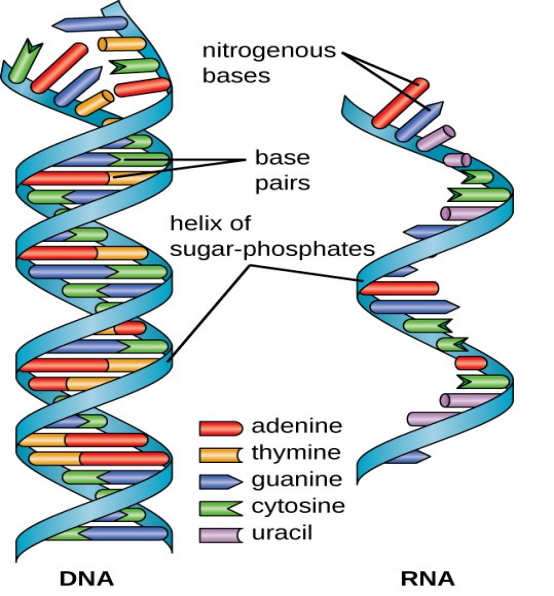 nitrogenous
bases
base
pairs
helix of
sugar-phosphates
adenine
thymine
guanine
cytosine
uracil
DNA
RNA